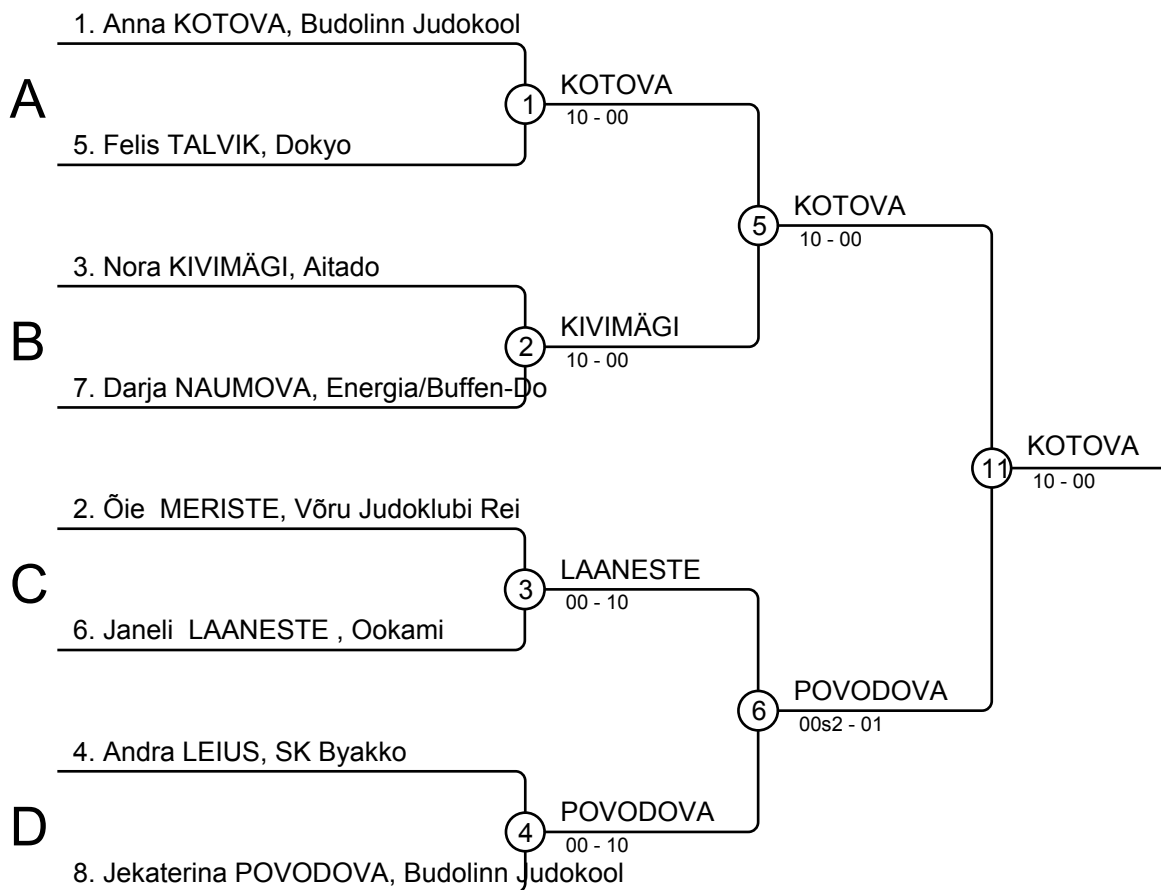 1. Anna KOTOVA, Budolinn Judokool
A
1
KOTOVA
10 - 00
5. Felis TALVIK, Dokyo
5
KOTOVA
10 - 00
3. Nora KIVIMÄGI, Aitado
B
2
KIVIMÄGI
10 - 00
7. Darja NAUMOVA, Energia/Buffen-Do
11
KOTOVA
10 - 00
2. Õie  MERISTE, Võru Judoklubi Rei
C
3
LAANESTE
00 - 10
6. Janeli  LAANESTE , Ookami
6
POVODOVA
00s2 - 01
4. Andra LEIUS, SK Byakko
D
4
POVODOVA
00 - 10
8. Jekaterina POVODOVA, Budolinn Judokool